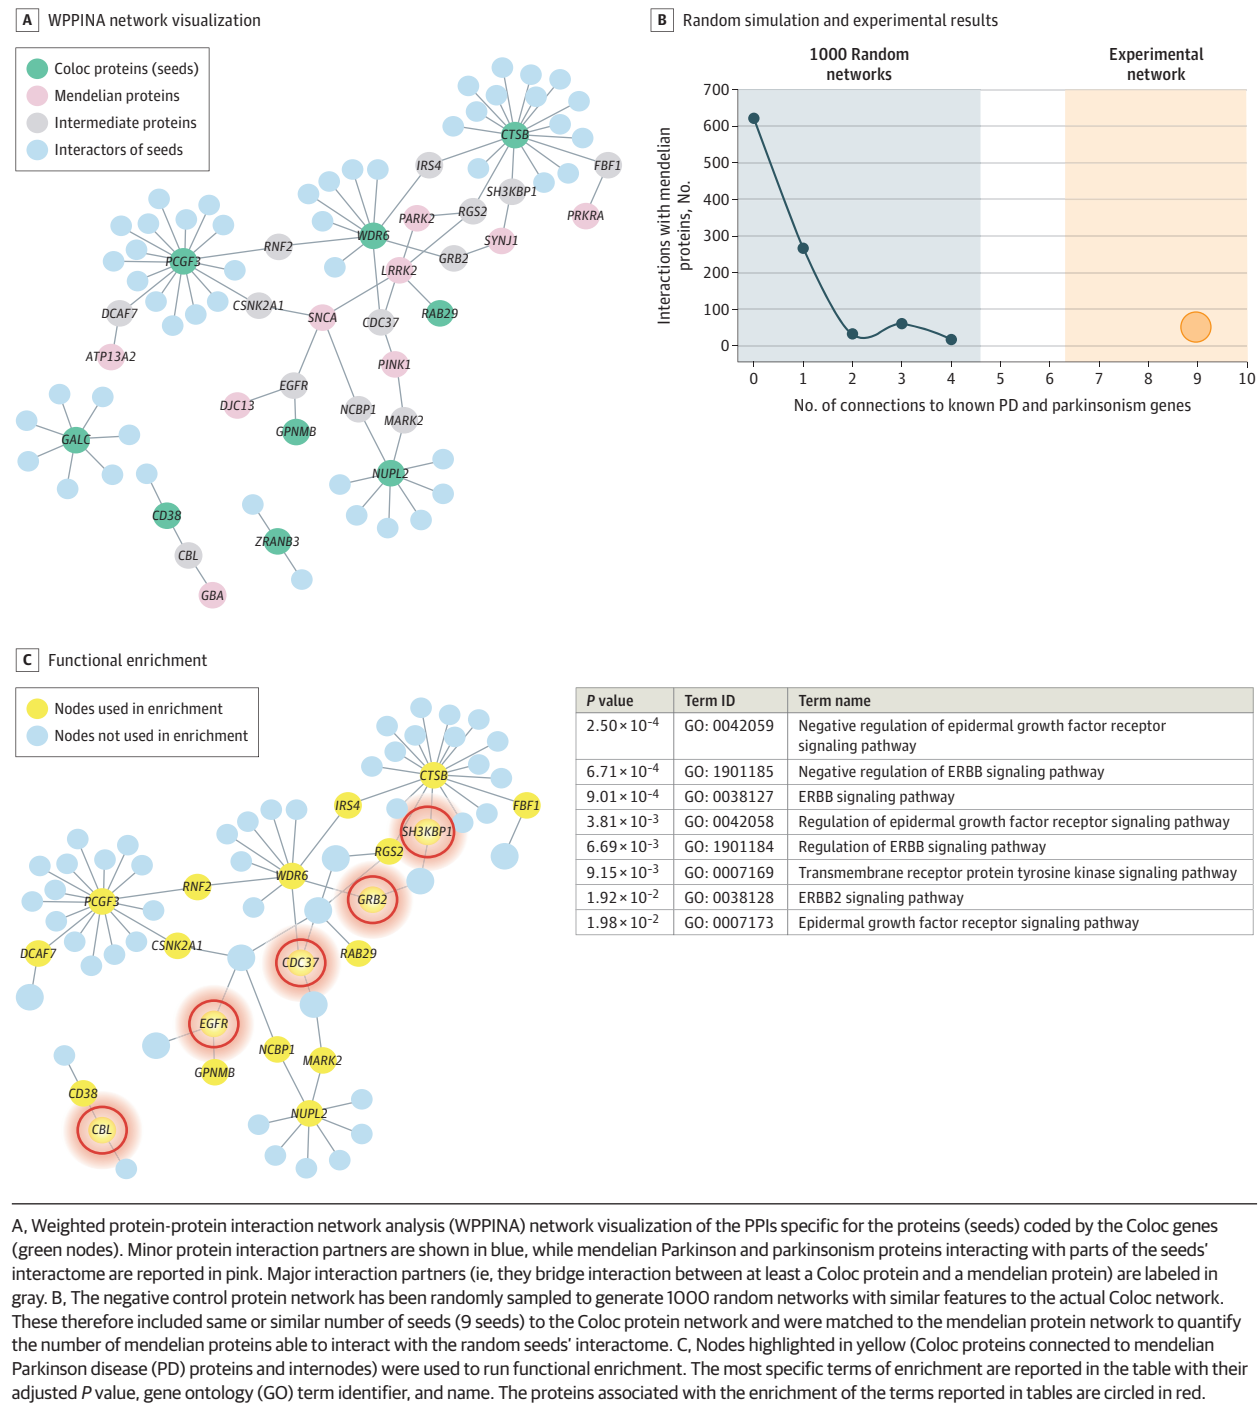 A WPPINA network visualization
Coloc proteins (seeds)
Mendelian proteins
Intermediate proteins
Interactors of seeds
CTSB
IRS4
FBF1
SH3KBP1
PARK2
RGS2
PRKRA
WDR6
SYNJ1
RNF2
GRB2
PCGF3
LRRK2
CSNK2A1
DCAF7
SNCA
CDC37
RAB29
ATP13A2
PINK1
EGFR
DJC13
NCBP1
MARK2
GPNMB
GALC
NUPL2
CD38
ZRANB3
CBL
GBA
B Random simulation and experimental results
1000 Random
networks
Experimental
network
Interactions with mendelian
proteins, No.
700
600
500
400
300
200
100
0
0 1 2 3 4 5 6 7 8 9 10
No. of connections to known PD and parkinsonism genes
C Functional enrichment
Nodes used in enrichment
Nodes not used in enrichment
CTSB
IRS4
FBF1
SH3KBP1
RGS2
WDR6
RNF2
PCGF3
GRB2
CSNK2A1
DCAF7
CDC37
RAB29
EGFR
NCBP1
MARK2
GPNMB
CD38
NUPL2
CBL
P value Term ID Term name
2.50 × 10⁻⁴ GO: 0042059 Negative regulation of epidermal growth factor receptor
signaling pathway
6.71 × 10⁻⁴ GO: 1901185 Negative regulation of ERBB signaling pathway
9.01 × 10⁻⁴ GO: 0038127 ERBB signaling pathway
3.81 × 10⁻³ GO: 0042058 Regulation of epidermal growth factor receptor signaling pathway
6.69 × 10⁻³ GO: 1901184 Regulation of ERBB signaling pathway
9.15 × 10⁻³ GO: 0007169 Transmembrane receptor protein tyrosine kinase signaling pathway
1.92 × 10⁻² GO: 0038128 ERBB2 signaling pathway
1.98 × 10⁻² GO: 0007173 Epidermal growth factor receptor signaling pathway
A, Weighted protein-protein interaction network analysis (WPPINA) network visualization of the PPIs specific for the proteins (seeds) coded by the Coloc genes
(green nodes). Minor protein interaction partners are shown in blue, while mendelian Parkinson and parkinsonism proteins interacting with parts of the seeds'
interactome are reported in pink. Major interaction partners (ie, they bridge interaction between at least a Coloc protein and a mendelian protein) are labeled in
gray. B, The negative control protein network has been randomly sampled to generate 1000 random networks with similar features to the actual Coloc network.
These therefore included same or similar number of seeds (9 seeds) to the Coloc protein network and were matched to the mendelian protein network to quantify
the number of mendelian proteins able to interact with the random seeds' interactome. C, Nodes highlighted in yellow (Coloc proteins connected to mendelian
Parkinson disease (PD) proteins and internodes) were used to run functional enrichment. The most specific terms of enrichment are reported in the table with their
adjusted P value, gene ontology (GO) term identifier, and name. The proteins associated with the enrichment of the terms reported in tables are circled in red.